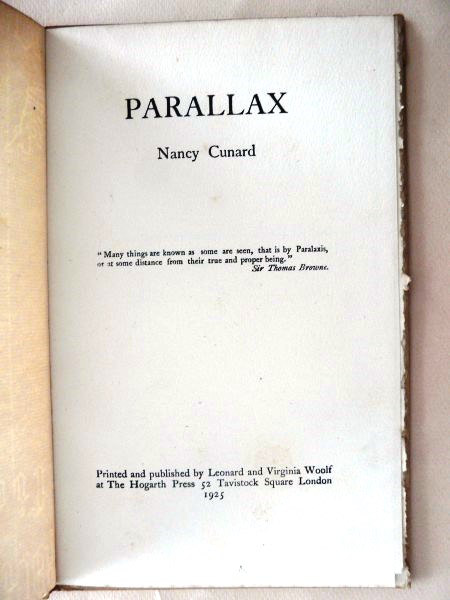 PARALLAX
Nancy Cunard
"Many things are known as some are seen, that is by Paralaxis,
or at some distance from their true and proper being."
Sir Thomas Browne.
Printed and published by Leonard and Virginia Woolf
at The Hogarth Press 52 Tavistock Square London
1925